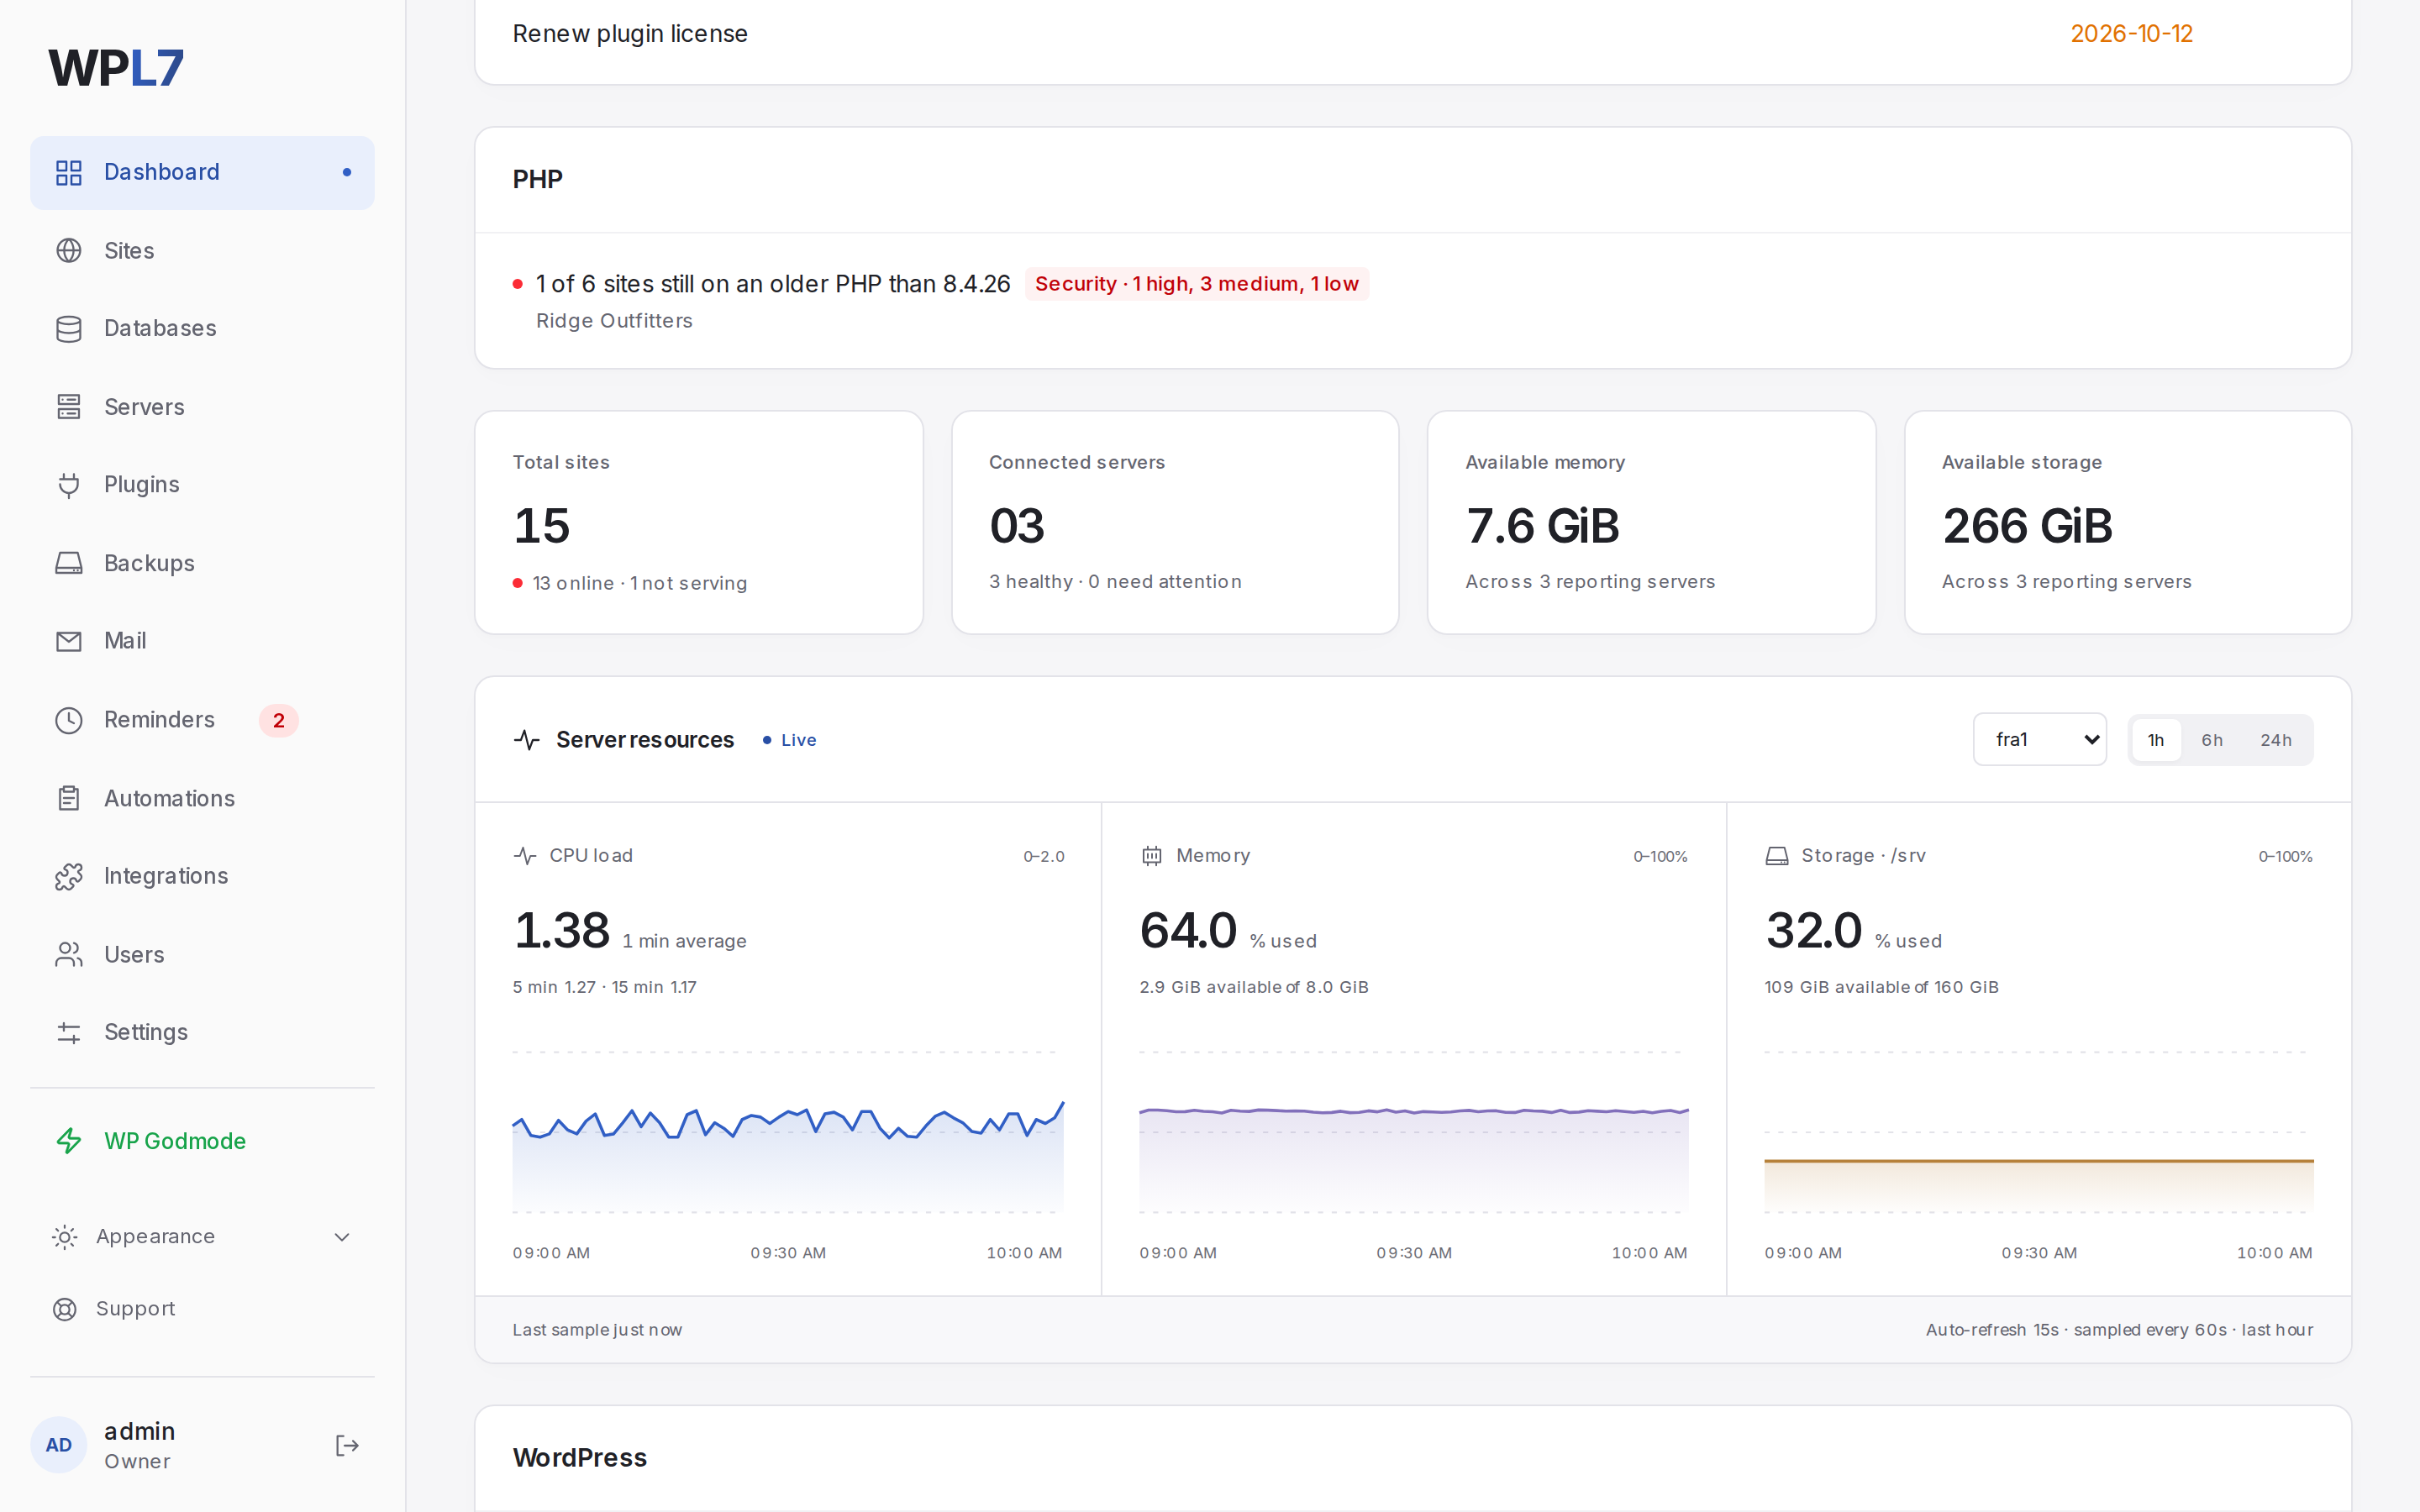 WPL7
Dashboard
Sites
Databases
Servers
Plugins
Backups
Mail
Reminders 2
Automations
Integrations
Users
Settings
WP Godmode
Appearance
Support
AD admin
Owner
Renew plugin license 2026-10-12
PHP
1 of 6 sites still on an older PHP than 8.4.26 Security · 1 high, 3 medium, 1 low
Ridge Outfitters
Total sites
15
13 online · 1 not serving
Connected servers
03
3 healthy · 0 need attention
Available memory
7.6 GiB
Across 3 reporting servers
Available storage
266 GiB
Across 3 reporting servers
Server resources Live fra1 1h 6h 24h
CPU load 0–2.0
1.38 1 min average
5 min 1.27 · 15 min 1.17
09:00 AM 09:30 AM 10:00 AM
Memory 0–100%
64.0 % used
2.9 GiB available of 8.0 GiB
09:00 AM 09:30 AM 10:00 AM
Storage · /srv 0–100%
32.0 % used
109 GiB available of 160 GiB
09:00 AM 09:30 AM 10:00 AM
Last sample just now Auto-refresh 15s · sampled every 60s · last hour
WordPress